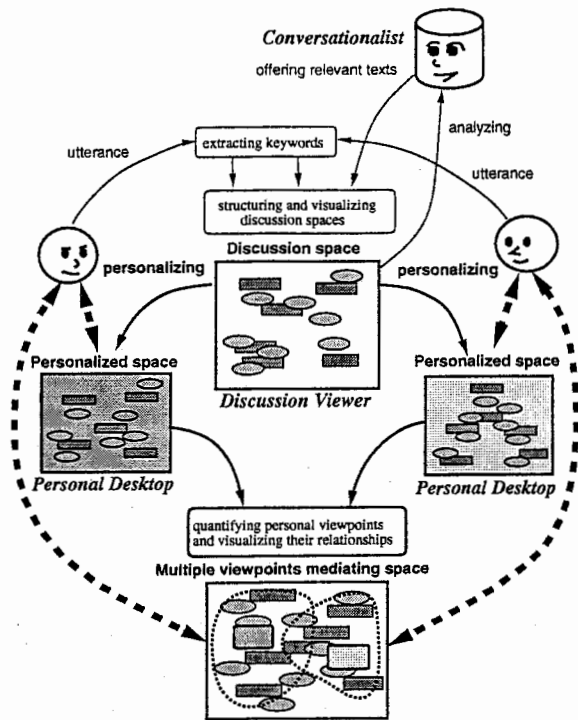 Conversationalist
offering relevant texts
analyzing
utterance
extracting keywords
utterance
structuring and visualizing
discussion spaces
Discussion space
personalizing
personalizing
Personalized space
Personalized space
Discussion Viewer
Personal Desktop
Personal Desktop
quantifying personal viewpoints
and visualizing their relationships
Multiple viewpoints mediating space